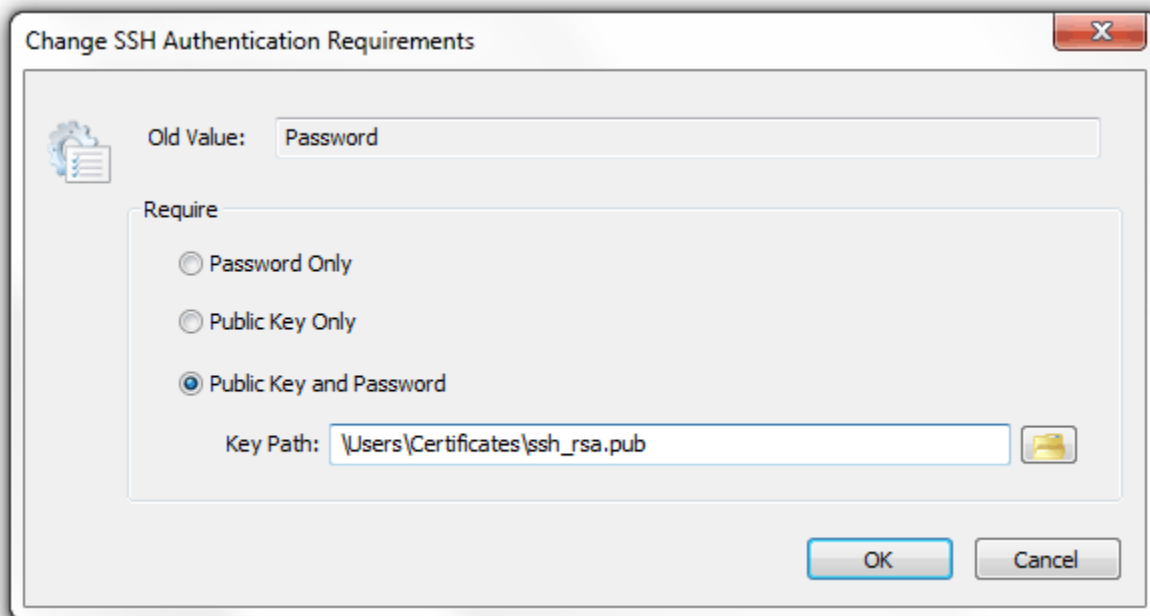 Change SSH Authentication Requirements
Old Value: Password
Require
Password Only
Public Key Only
Public Key and Password
Key Path: \Users\Certificates\ssh_rsa.pub
OK Cancel